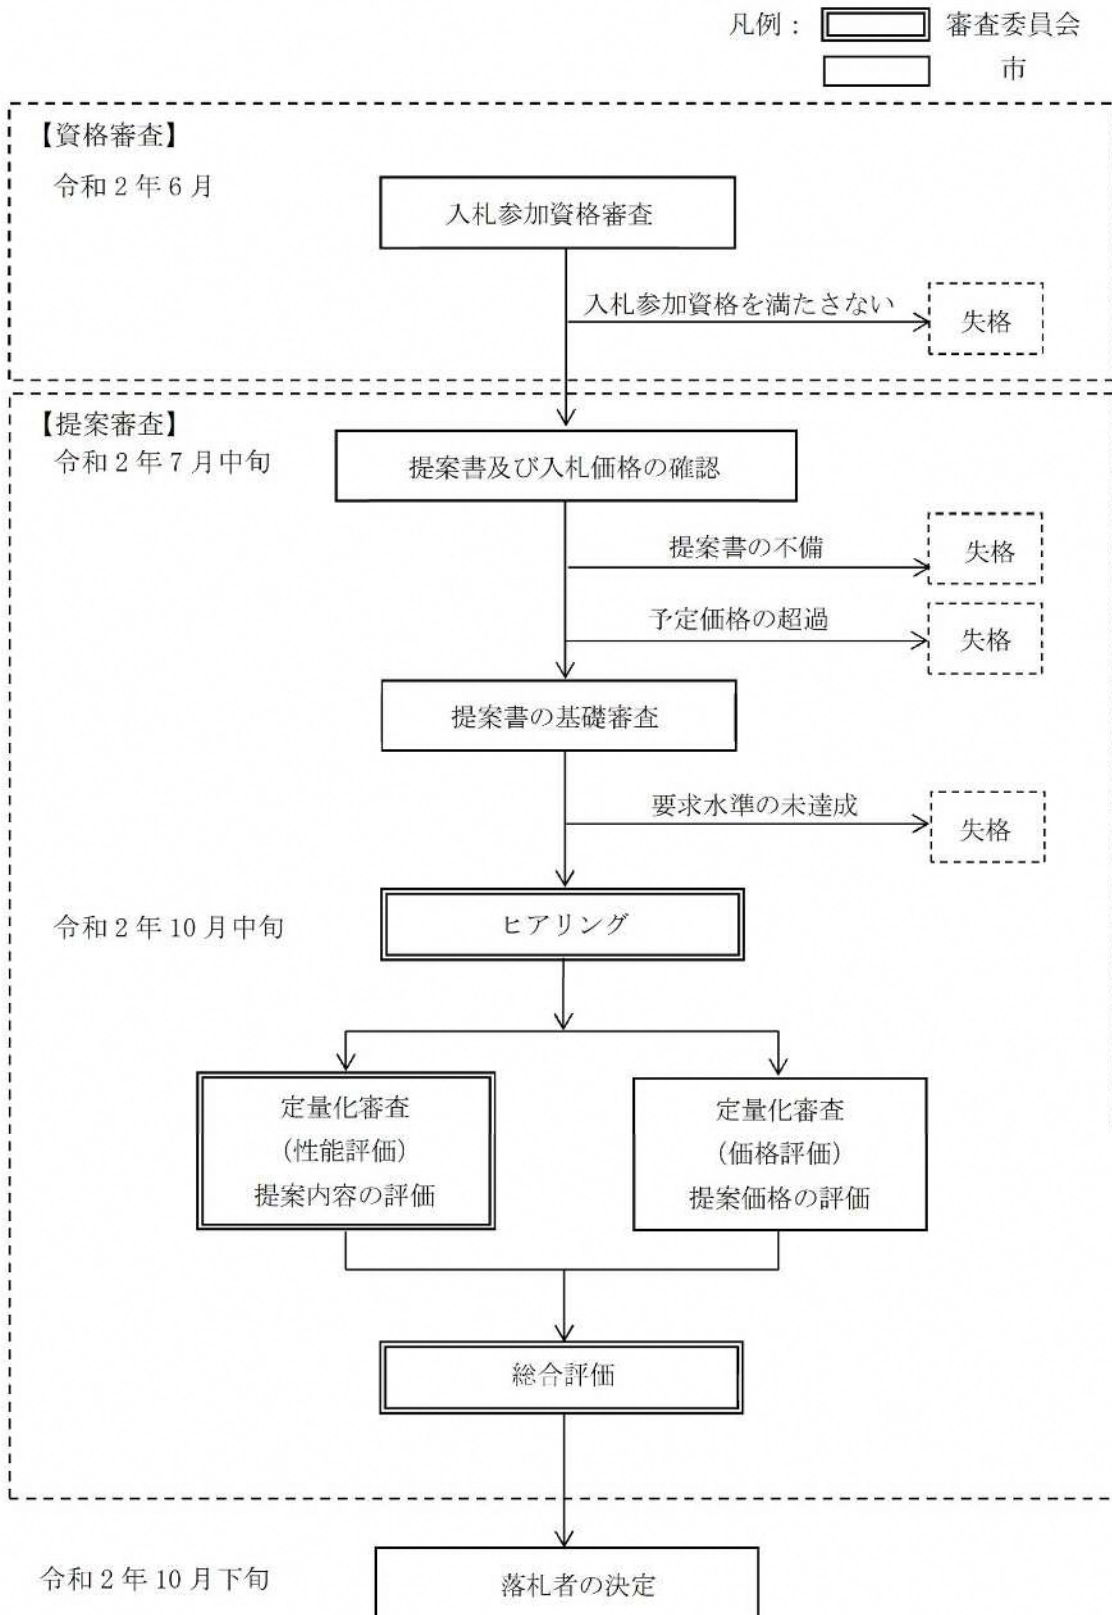 凡例： 審査委員会
市
【資格審査】
令和２年６月
入札参加資格審査
入札参加資格を満たさない
失格
【提案審査】
令和２年７月中旬
提案書及び入札価格の確認
提案書の不備
失格
予定価格の超過
失格
提案書の基礎審査
要求水準の未達成
失格
令和２年10月中旬
ヒアリング
定量化審査
（性能評価）
提案内容の評価
定量化審査
（価格評価）
提案価格の評価
総合評価
令和２年10月下旬
落札者の決定